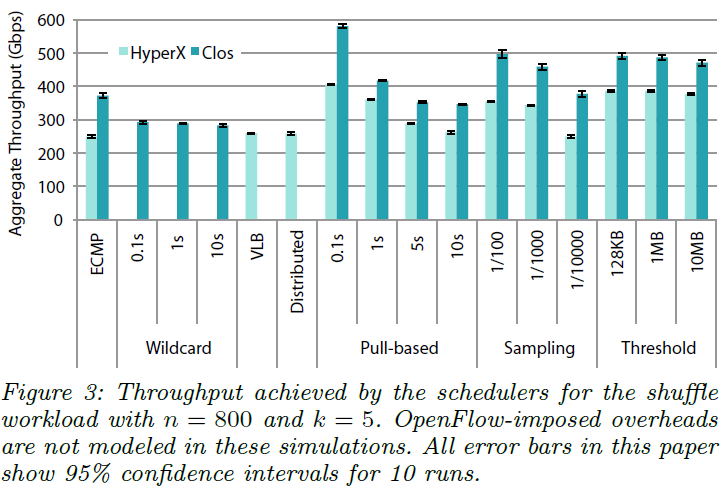 Aggregate Throughput (Gbps)
600
500
400
300
200
100
0
HyperX Clos
ECMP
0.1s
1s
10s
VLB
Distributed
0.1s
1s
5s
10s
1/100
1/1000
1/10000
128KB
1MB
10MB
Wildcard
Pull-based
Sampling
Threshold
Figure 3: Throughput achieved by the schedulers for the shuffle
workload with n = 800 and k = 5. OpenFlow-imposed overheads
are not modeled in these simulations. All error bars in this paper
show 95% confidence intervals for 10 runs.